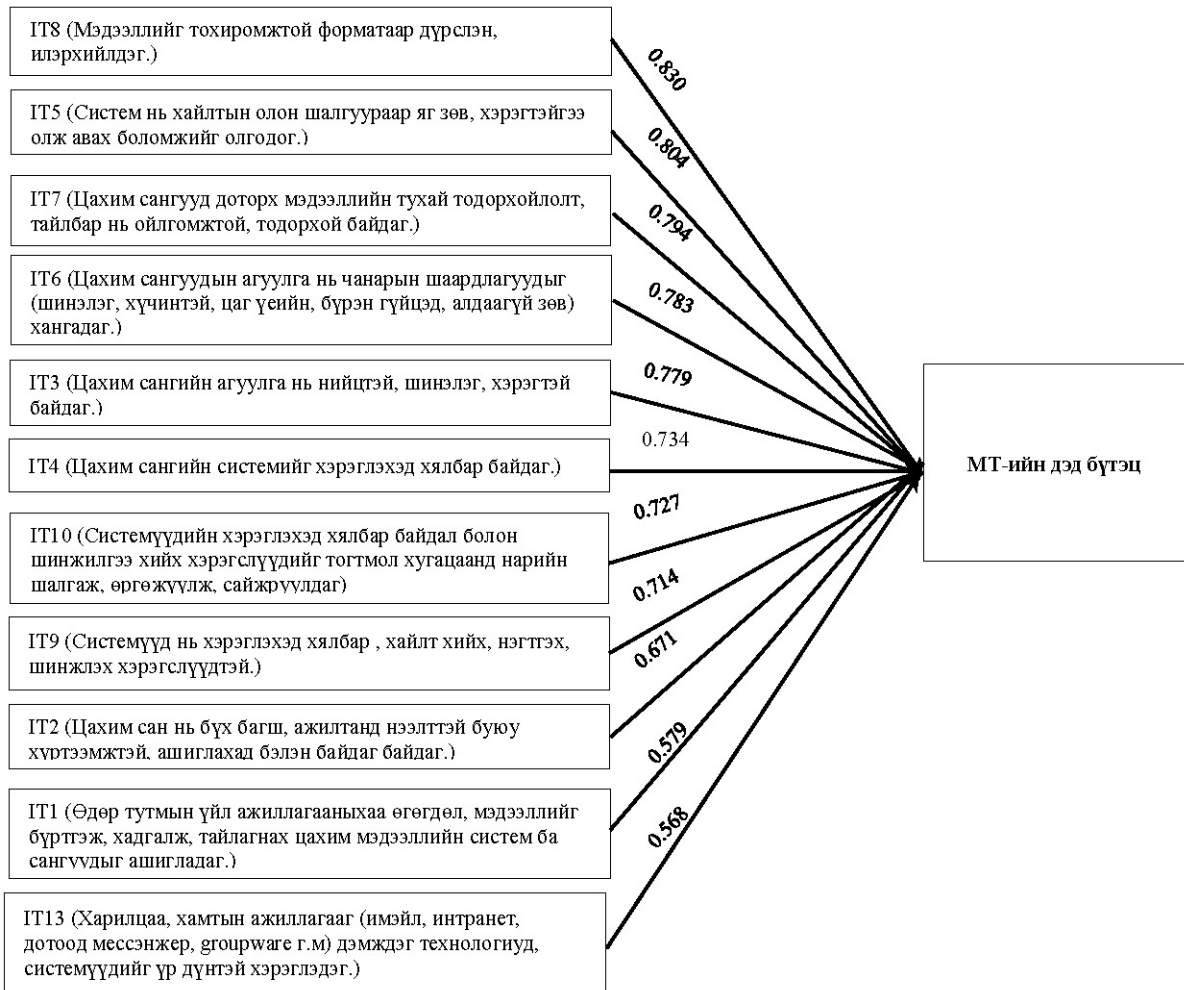 IT8 (Мэдээллийг тохиромжтой форматаар дүрслэн,
илэрхийлдэг.)
0.830
IT5 (Систем нь хайлтын олон шалгуураар яг зөв, хэрэгтэйгээ
олж авах боломжийг олгодог.)
0.804
IT7 (Цахим сангууд доторх мэдээллийн тухай тодорхойлолт,
тайлбар нь ойлгомжтой, тодорхой байдаг.)
0.794
IT6 (Цахим сангуудын агуулга нь чанарын шаардлагуудыг
(шинэлэг, хүчинтэй, цаг үеийн, бүрэн гүйцэд, алдаагүй зөв)
хангадаг.)
0.783
IT3 (Цахим сангийн агуулга нь нийцтэй, шинэлэг, хэрэгтэй
байдаг.)
0.779
IT4 (Цахим сангийн системийг хэрэглэхэд хялбар байдаг.)
0.734
МТ-ийн дэд бүтэц
IT10 (Системүүдийн хэрэглэхэд хялбар байдал болон
шинжилгээ хийх хэрэгслүүдийг тогтмол хугацаанд нарийн
шалгаж, өргөжүүлж, сайжруулдаг)
0.727
IT9 (Системүүд нь хэрэглэхэд хялбар , хайлт хийх, нэгтгэх,
шинжлэх хэрэгслүүдтэй.)
0.714
IT2 (Цахим сан нь бүх багш, ажилтанд нээлттэй буюу
хүртээмжтэй, ашиглахад бэлэн байдаг байдаг.)
0.671
IT1 (Өдөр тутмын үйл ажиллагааныхаа өгөгдөл, мэдээллийг
бүртгэж, хадгалж, тайлагнах цахим мэдээллийн систем ба
сангуудыг ашигладаг.)
0.579
IT13 (Харилцаа, хамтын ажиллагааг (имэйл, интранет,
дотоод мессэнжер, groupware г.м) дэмждэг технологиуд,
системүүдийг үр дүнтэй хэрэглэдэг.)
0.568